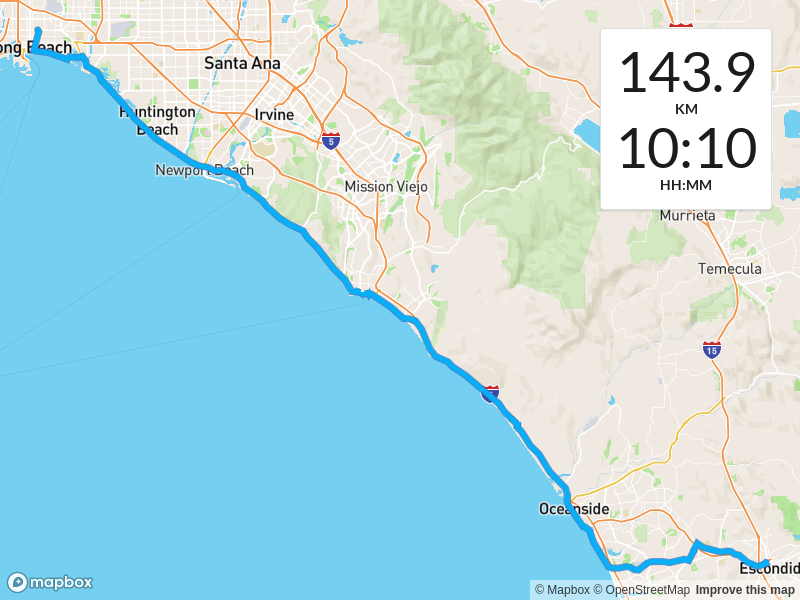 ong Beach
Santa Ana
143.9
KM
10:10
HH:MM
Huntington
Beach
Irvine
5
Newport Beach
Mission Viejo
Murrieta
Temecula
15
Oceanside
Escondid
mapbox
© Mapbox © OpenStreetMap Improve this map